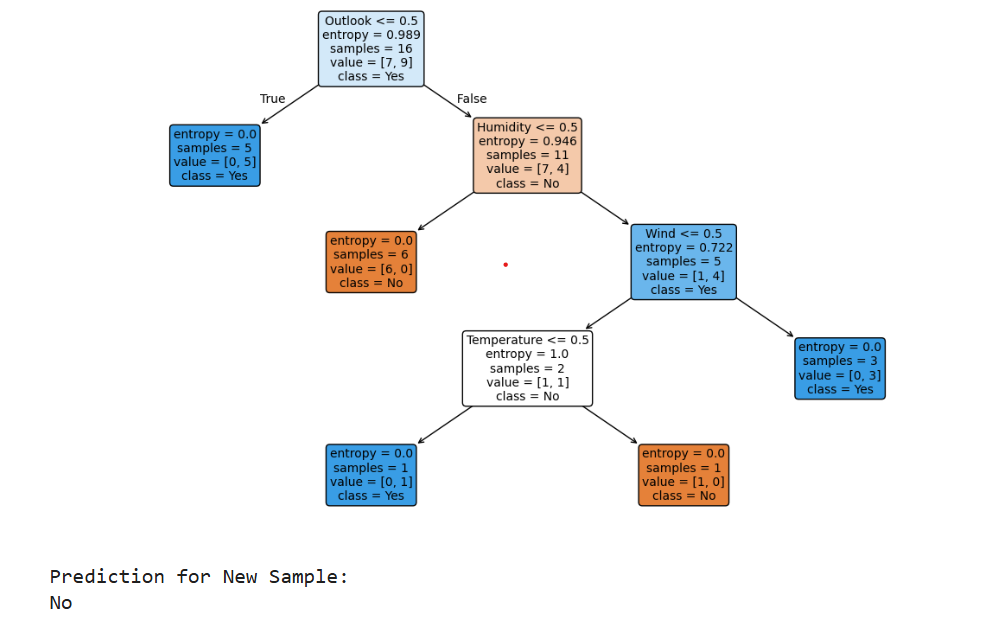 Outlook <= 0.5
entropy = 0.989
samples = 16
value = [7, 9]
class = Yes
True
False
entropy = 0.0
samples = 5
value = [0, 5]
class = Yes
Humidity <= 0.5
entropy = 0.946
samples = 11
value = [7, 4]
class = No
entropy = 0.0
samples = 6
value = [6, 0]
class = No
Wind <= 0.5
entropy = 0.722
samples = 5
value = [1, 4]
class = Yes
Temperature <= 0.5
entropy = 1.0
samples = 2
value = [1, 1]
class = No
entropy = 0.0
samples = 3
value = [0, 3]
class = Yes
entropy = 0.0
samples = 1
value = [0, 1]
class = Yes
entropy = 0.0
samples = 1
value = [1, 0]
class = No
Prediction for New Sample:
No